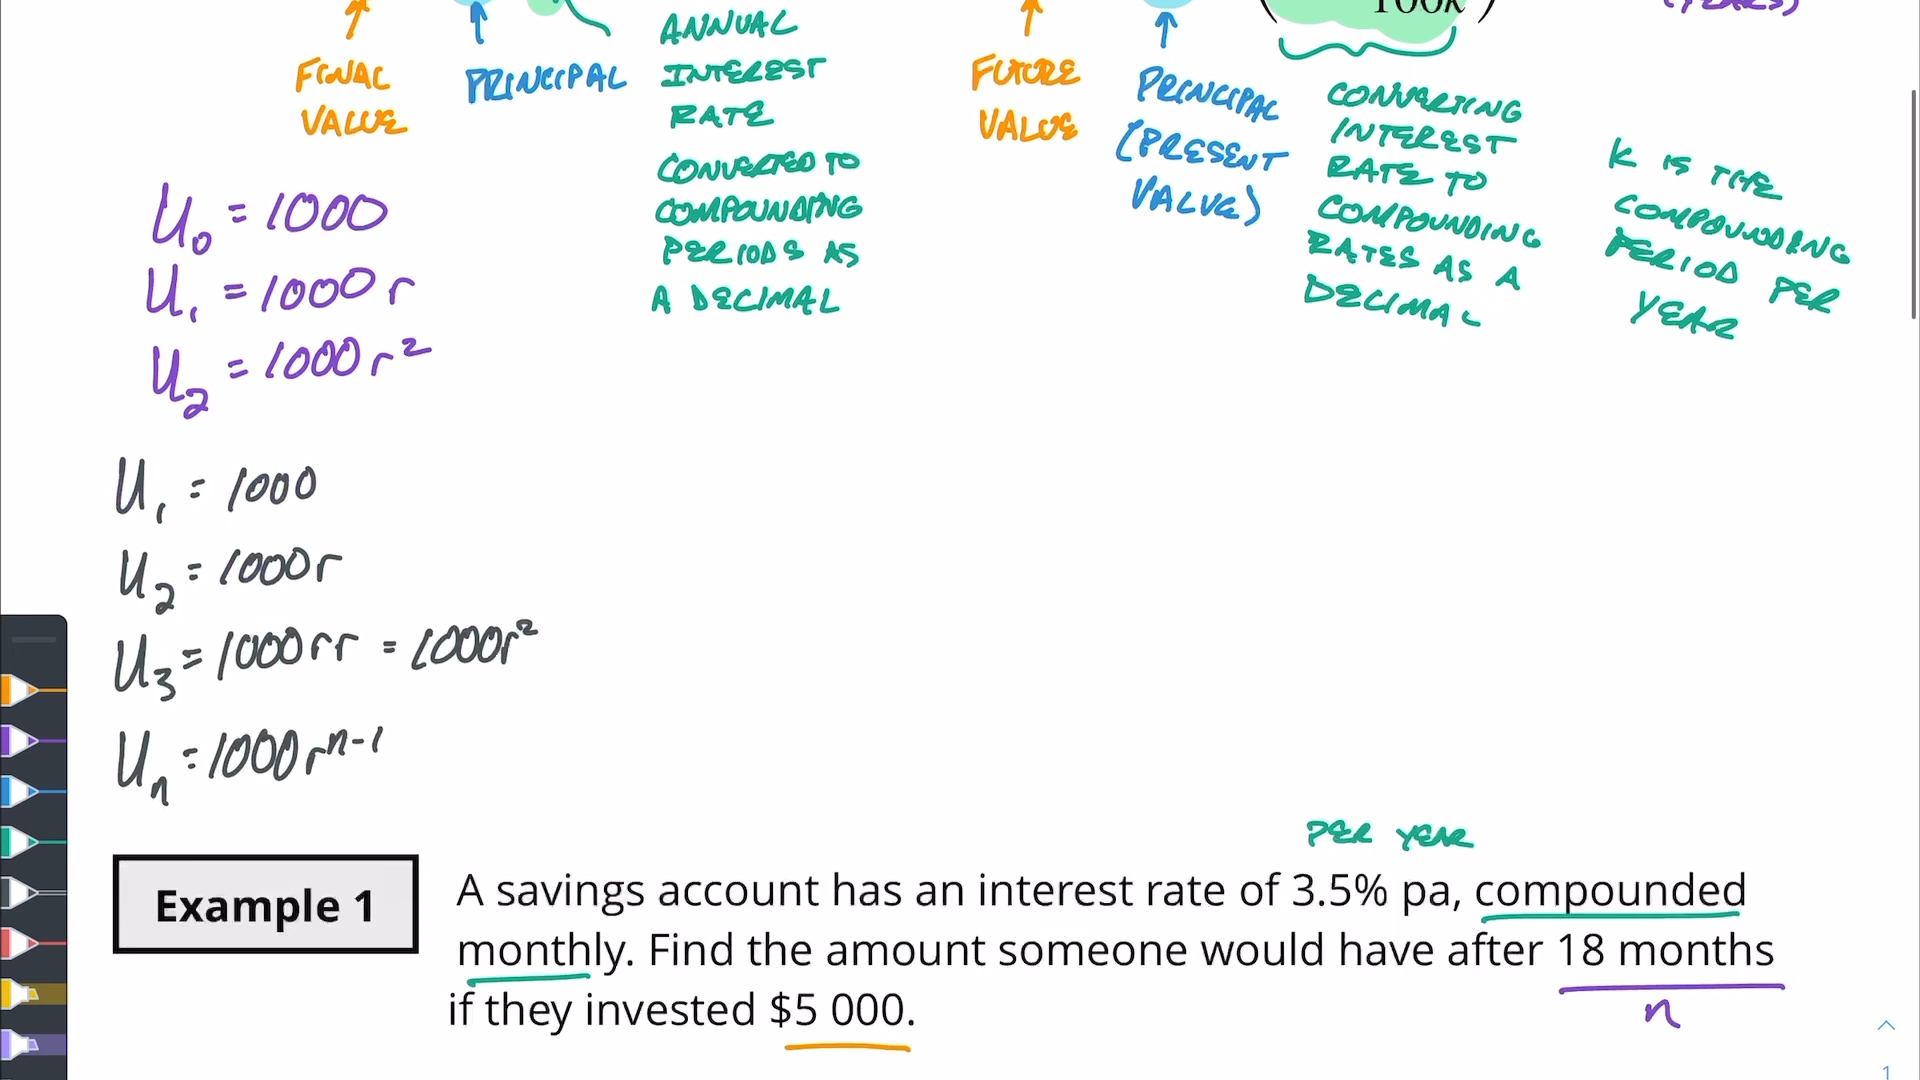 100k )
(YEARS)
FINAL
VALUE
PRINCIPAL
ANNUAL
INTEREST
RATE
CONVERTED TO
COMPOUNDING
PERIODS AS
A DECIMAL
FUTURE
VALUE
PRINCIPAL
(PRESENT
VALUE)
CONVERTING
INTEREST
RATE TO
COMPOUNDING
RATES AS A
DECIMAL
K IS THE
COMPOUNDING
PERIOD PER
YEAR
U₀ = 1000
U₁ = 1000r
U₂ = 1000r²
U₁ = 1000
U₂ = 1000r
U₃ = 1000rr = 1000r²
Uₙ = 1000rⁿ⁻¹
PER YEAR
Example 1
A savings account has an interest rate of 3.5% pa, compounded
monthly. Find the amount someone would have after 18 months
if they invested $5 000.
n
1